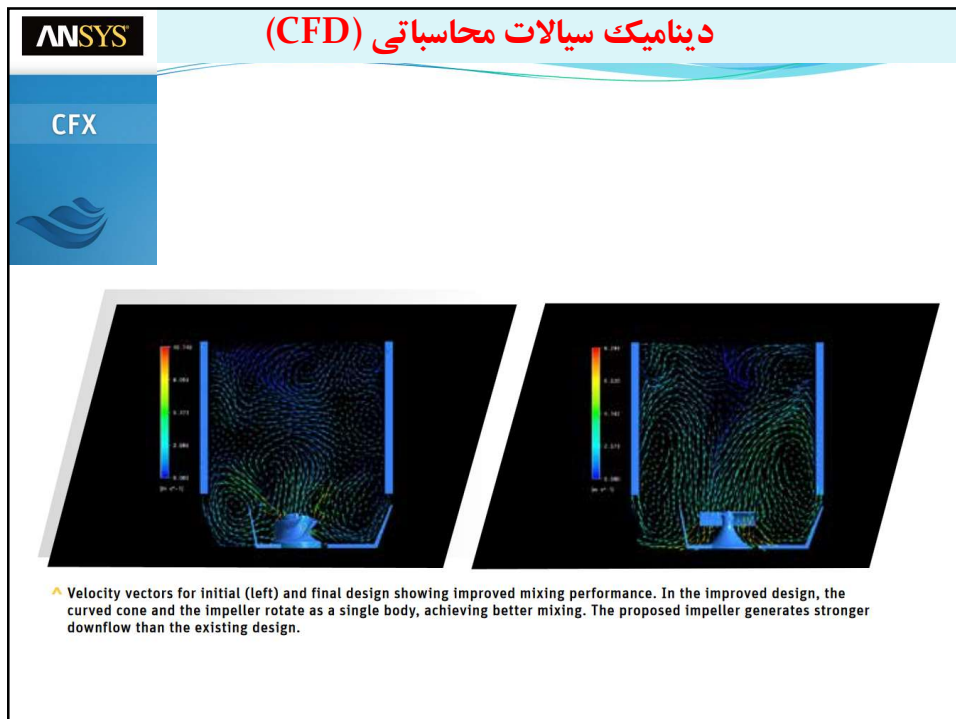 ANSYS
دینامیک سیالات محاسباتی (CFD)
CFX
^ Velocity vectors for initial (left) and final design showing improved mixing performance. In the improved design, the
curved cone and the impeller rotate as a single body, achieving better mixing. The proposed impeller generates stronger
downflow than the existing design.